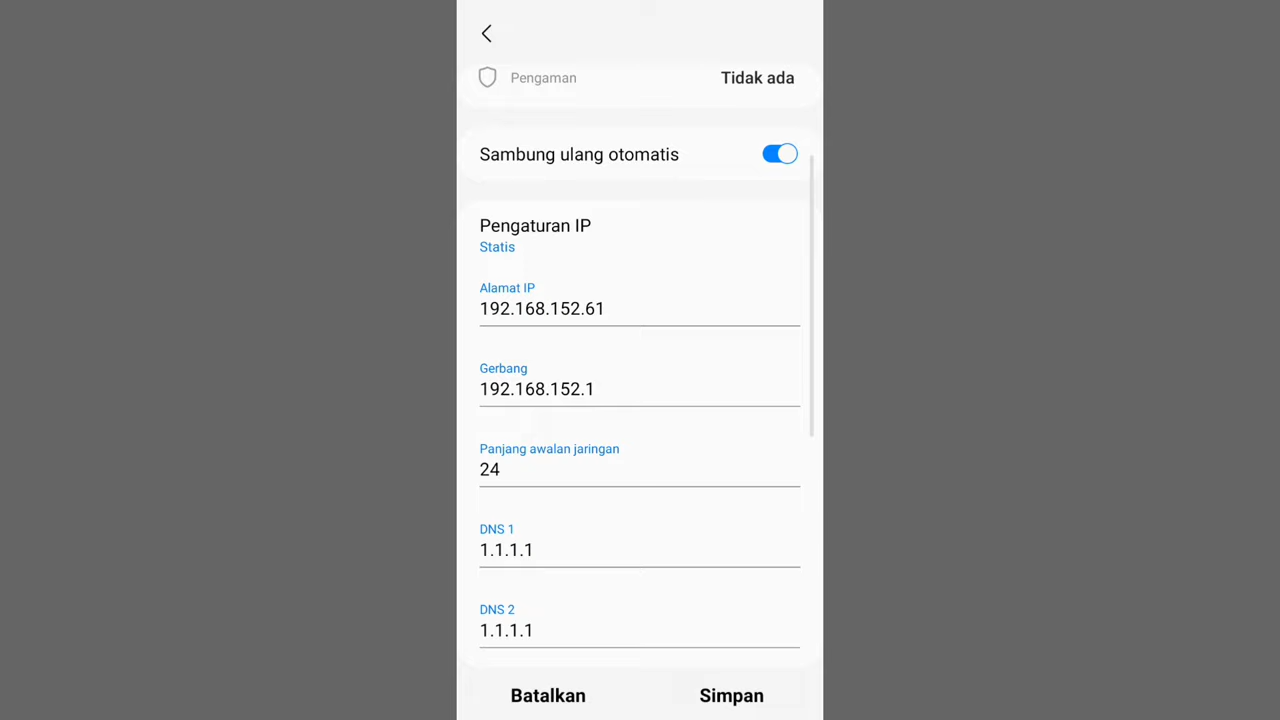 Pengaman
Tidak ada
Sambung ulang otomatis
Pengaturan IP
Statis
Alamat IP
192.168.152.61
Gerbang
192.168.152.1
Panjang awalan jaringan
24
DNS 1
1.1.1.1
DNS 2
1.1.1.1
Batalkan
Simpan